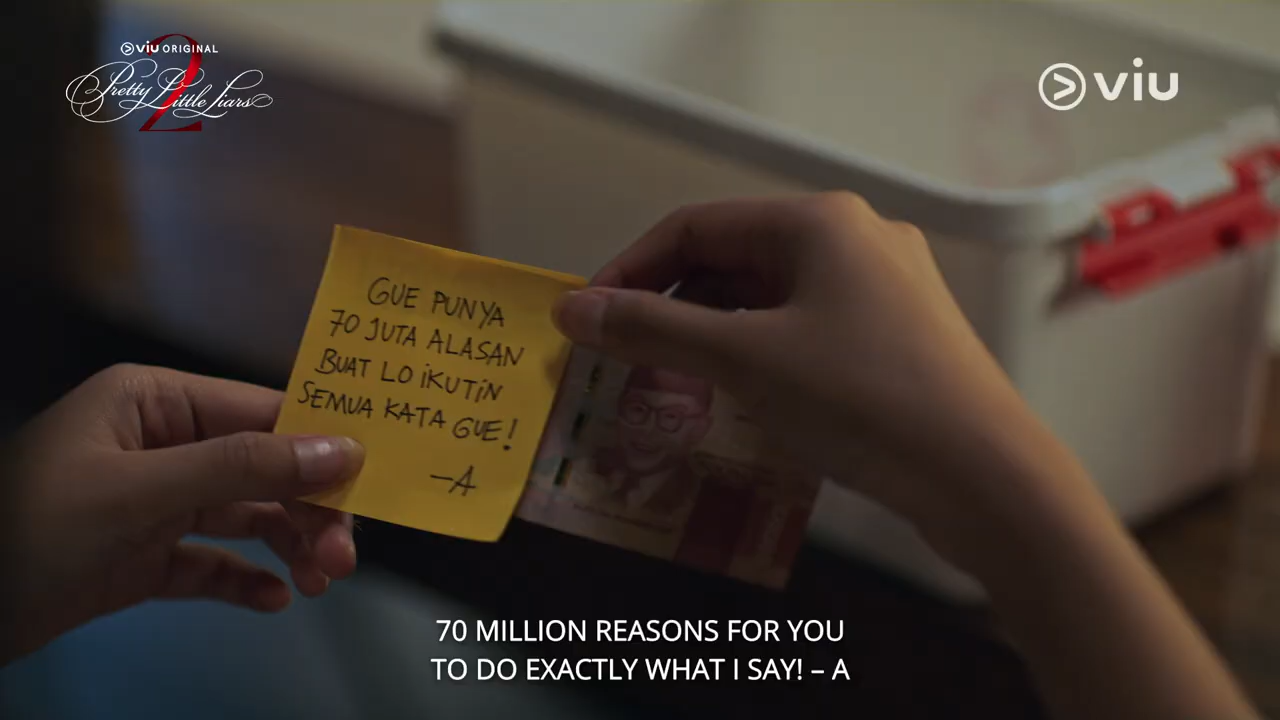 viu ORIGINAL
Pretty Little Liars
2
viu
GUE PUNYA
70 JUTA ALASAN
BUAT LO iKUTiN
SEMUA KATA GUE!
–A
70 MILLION REASONS FOR YOU
TO DO EXACTLY WHAT I SAY! – A